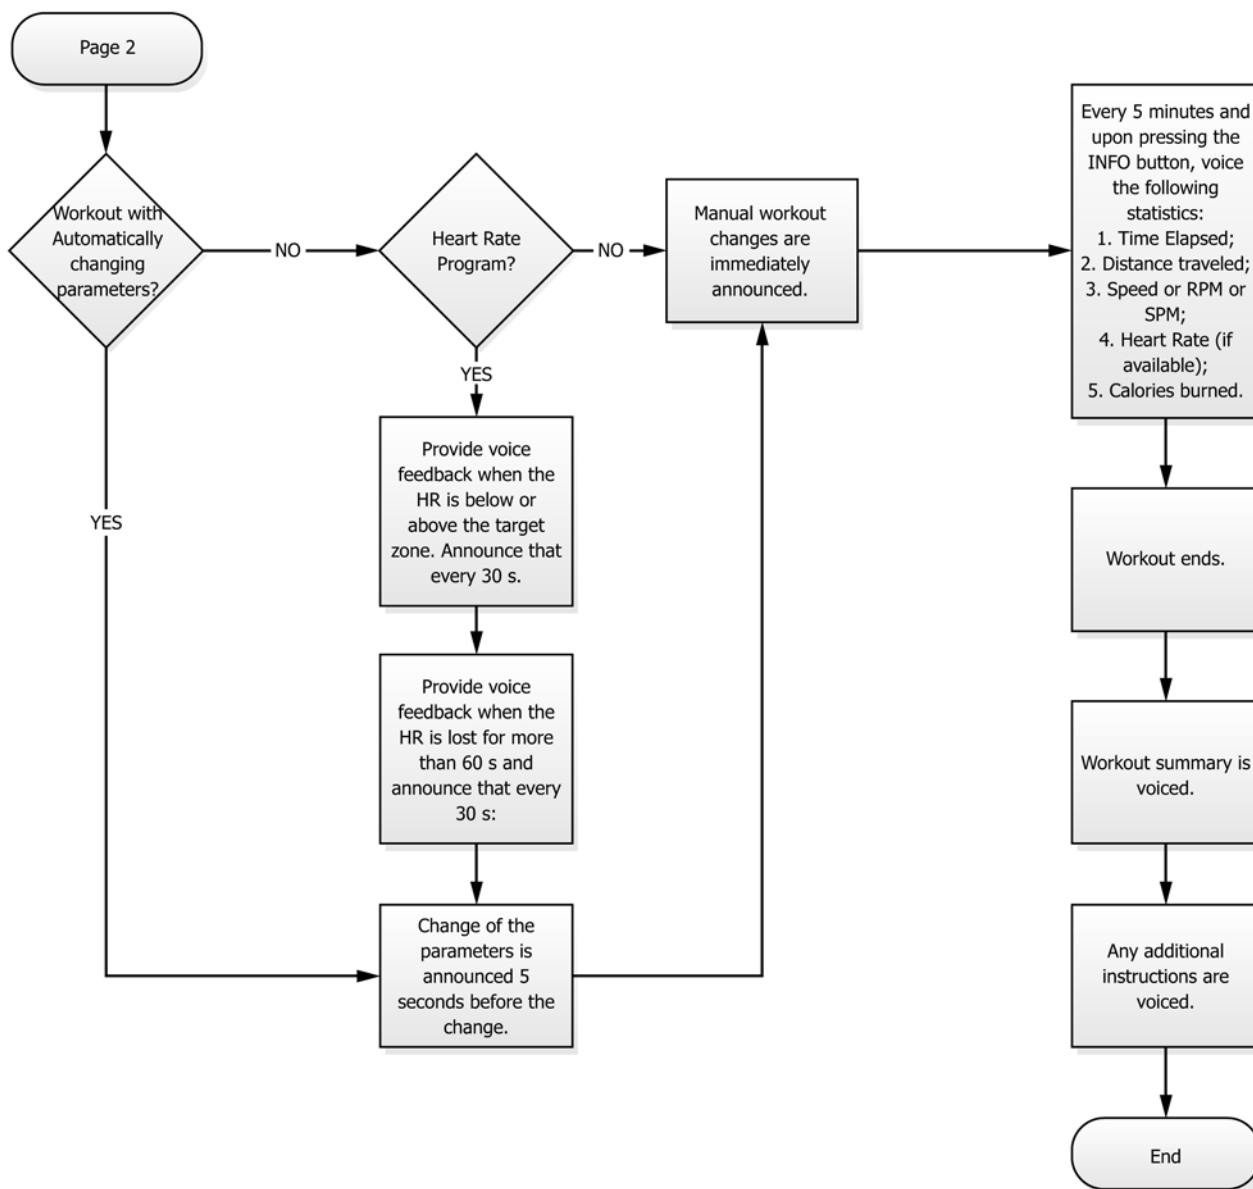 Page 2
Workout with
Automatically
changing
parameters?
NO
Heart Rate
Program?
NO
Manual workout
changes are
immediately
announced.
Every 5 minutes and
upon pressing the
INFO button, voice
the following
statistics:
1. Time Elapsed;
2. Distance traveled;
3. Speed or RPM or
SPM;
4. Heart Rate (if
available);
5. Calories burned.
YES
YES
Provide voice
feedback when the
HR is below or
above the target
zone. Announce that
every 30 s.
Provide voice
feedback when the
HR is lost for more
than 60 s and
announce that every
30 s:
Change of the
parameters is
announced 5
seconds before the
change.
Workout ends.
Workout summary is
voiced.
Any additional
instructions are
voiced.
End